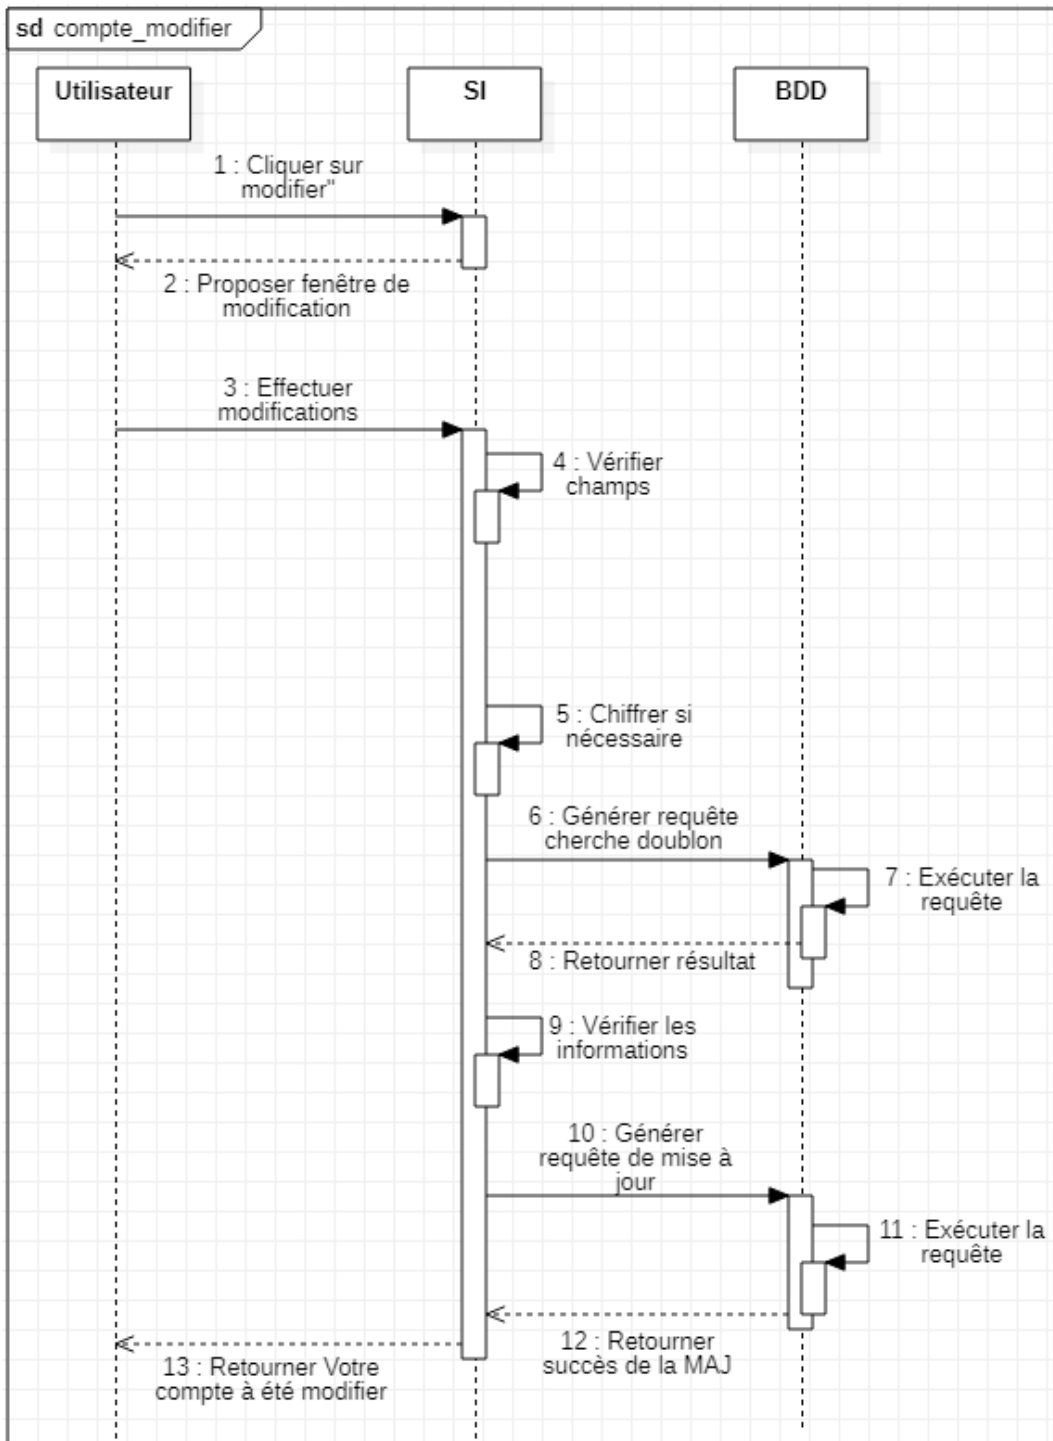 sd compte_modifier
Utilisateur
SI
BDD
1 : Cliquer sur
modifier"
2 : Proposer fenêtre de
modification
3 : Effectuer
modifications
4 : Vérifier
champs
5 : Chiffrer si
nécessaire
6 : Générer requête
cherche doublon
7 : Exécuter la
requête
8 : Retourner résultat
9 : Vérifier les
informations
10 : Générer
requête de mise à
jour
11 : Exécuter la
requête
12 : Retourner
succès de la MAJ
13 : Retourner Votre
compte à été modifier